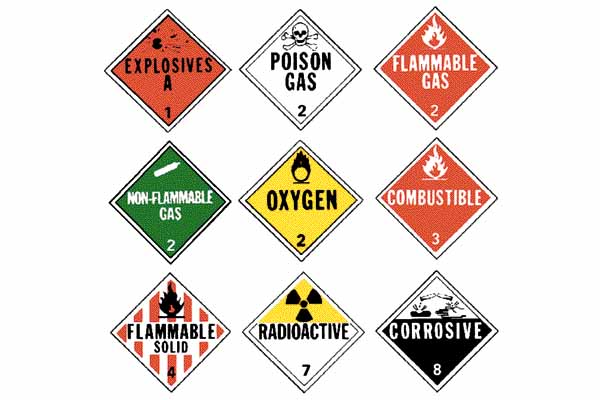 EXPLOSIVES
A
1
POISON
GAS
2
FLAMMABLE
GAS
2
NON-FLAMMABLE
GAS
2
OXYGEN
2
COMBUSTIBLE
3
FLAMMABLE
SOLID
4
RADIOACTIVE
7
CORROSIVE
8